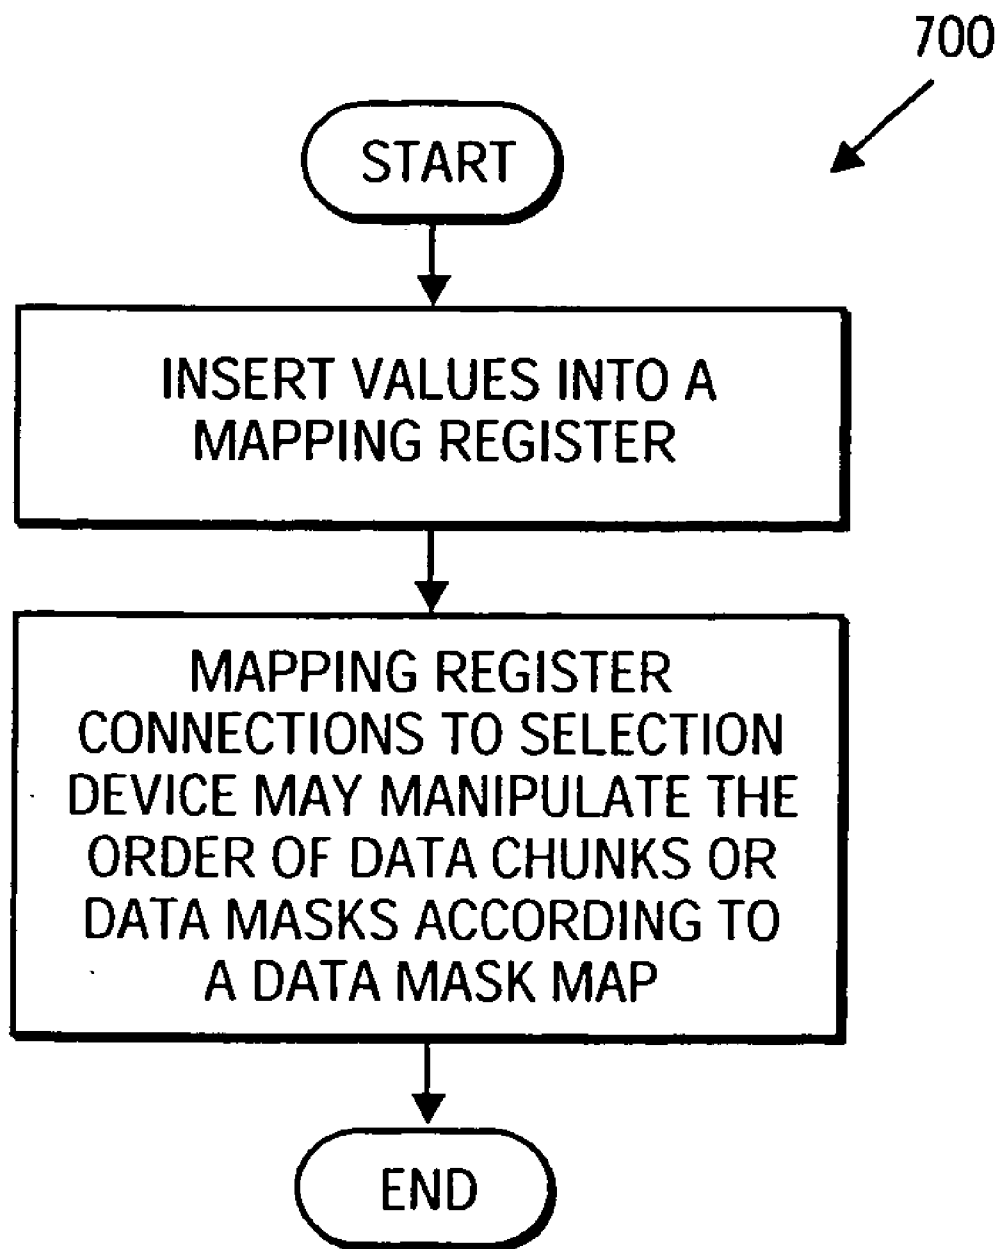 700
START
INSERT VALUES INTO A
MAPPING REGISTER
MAPPING REGISTER
CONNECTIONS TO SELECTION
DEVICE MAY MANIPULATE THE
ORDER OF DATA CHUNKS OR
DATA MASKS ACCORDING TO
A DATA MASK MAP
END